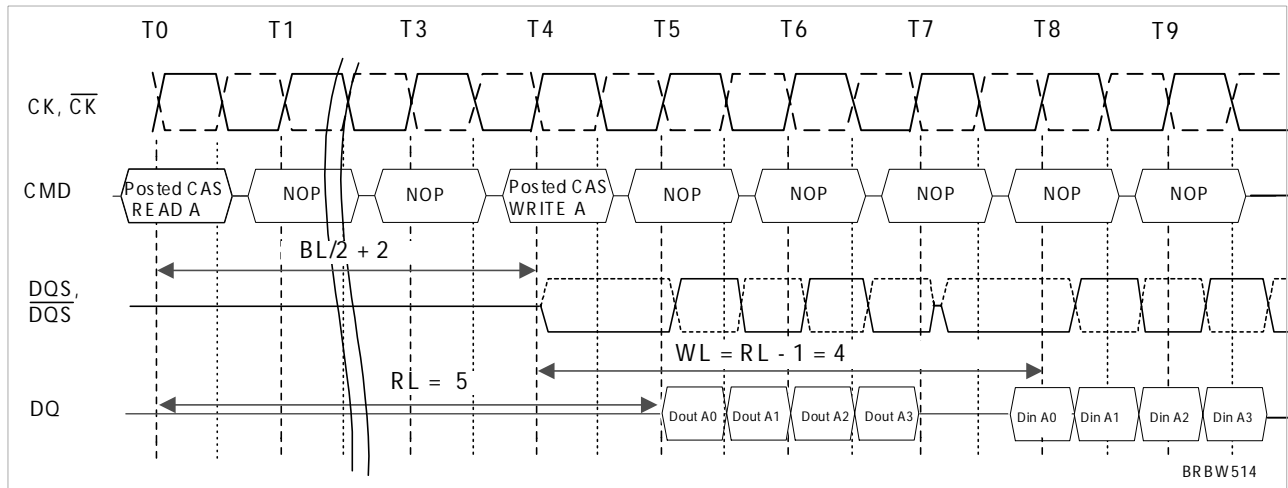 T0 T1 T3 T4 T5 T6 T7 T8 T9
CK, CK
CMD
Posted CAS
READ A
NOP
NOP
Posted CAS
WRITE A
NOP
NOP
NOP
NOP
NOP
BL/2 + 2
DQS,
DQS
WL = RL - 1 = 4
RL = 5
DQ
Dout A0 Dout A1 Dout A2 Dout A3 Din A0 Din A1 Din A2 Din A3
BRBW514